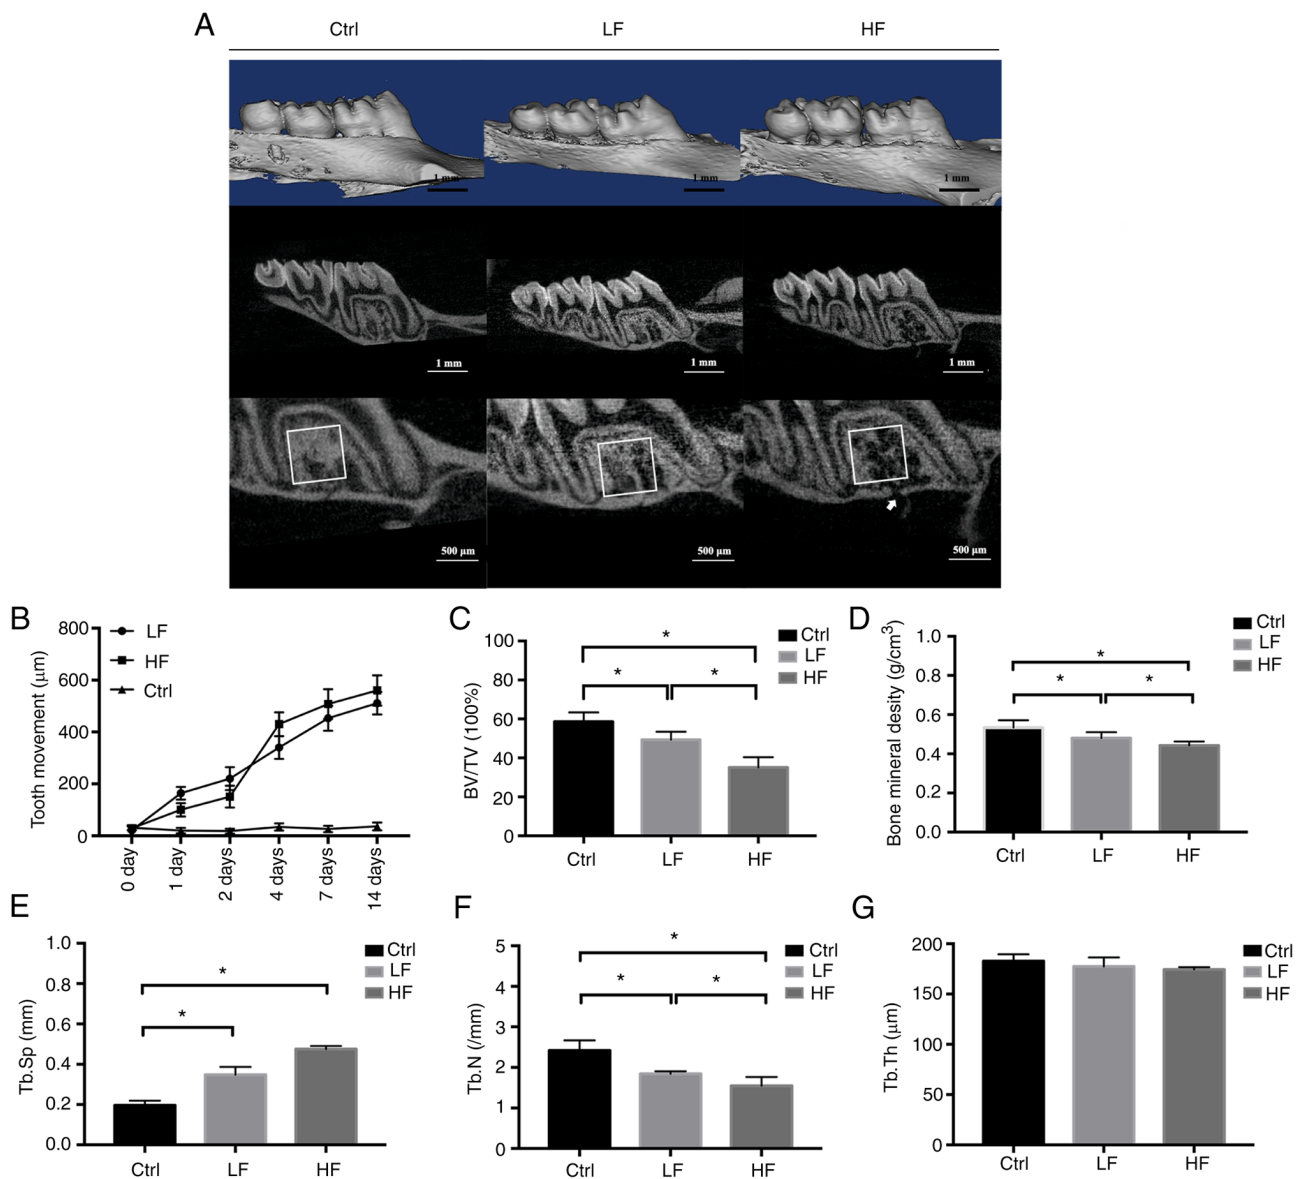 A
Ctrl LF HF
1 mm 1 mm 1 mm
1 mm 1 mm 1 mm
500 µm 500 µm 500 µm
B
Tooth movement (µm)
800
600
400
200
0
LF
HF
Ctrl
0 day 1 day 2 days 4 days 7 days 14 days
C
BV/TV (100%)
100
80
60
40
20
0
* 
* *
Ctrl
LF
HF
Ctrl LF HF
D
Bone mineral desity (g/cm³)
1.0
0.8
0.6
0.4
0.2
0.0
*
* *
Ctrl
LF
HF
Ctrl LF HF
E
Tb.Sp (mm)
1.0
0.8
0.6
0.4
0.2
0.0
*
*
Ctrl
LF
HF
Ctrl LF HF
F
Tb.N (/mm)
5
4
3
2
1
0
*
* *
Ctrl
LF
HF
Ctrl LF HF
G
Tb.Th (µm)
200
150
100
50
0
Ctrl
LF
HF
Ctrl LF HF